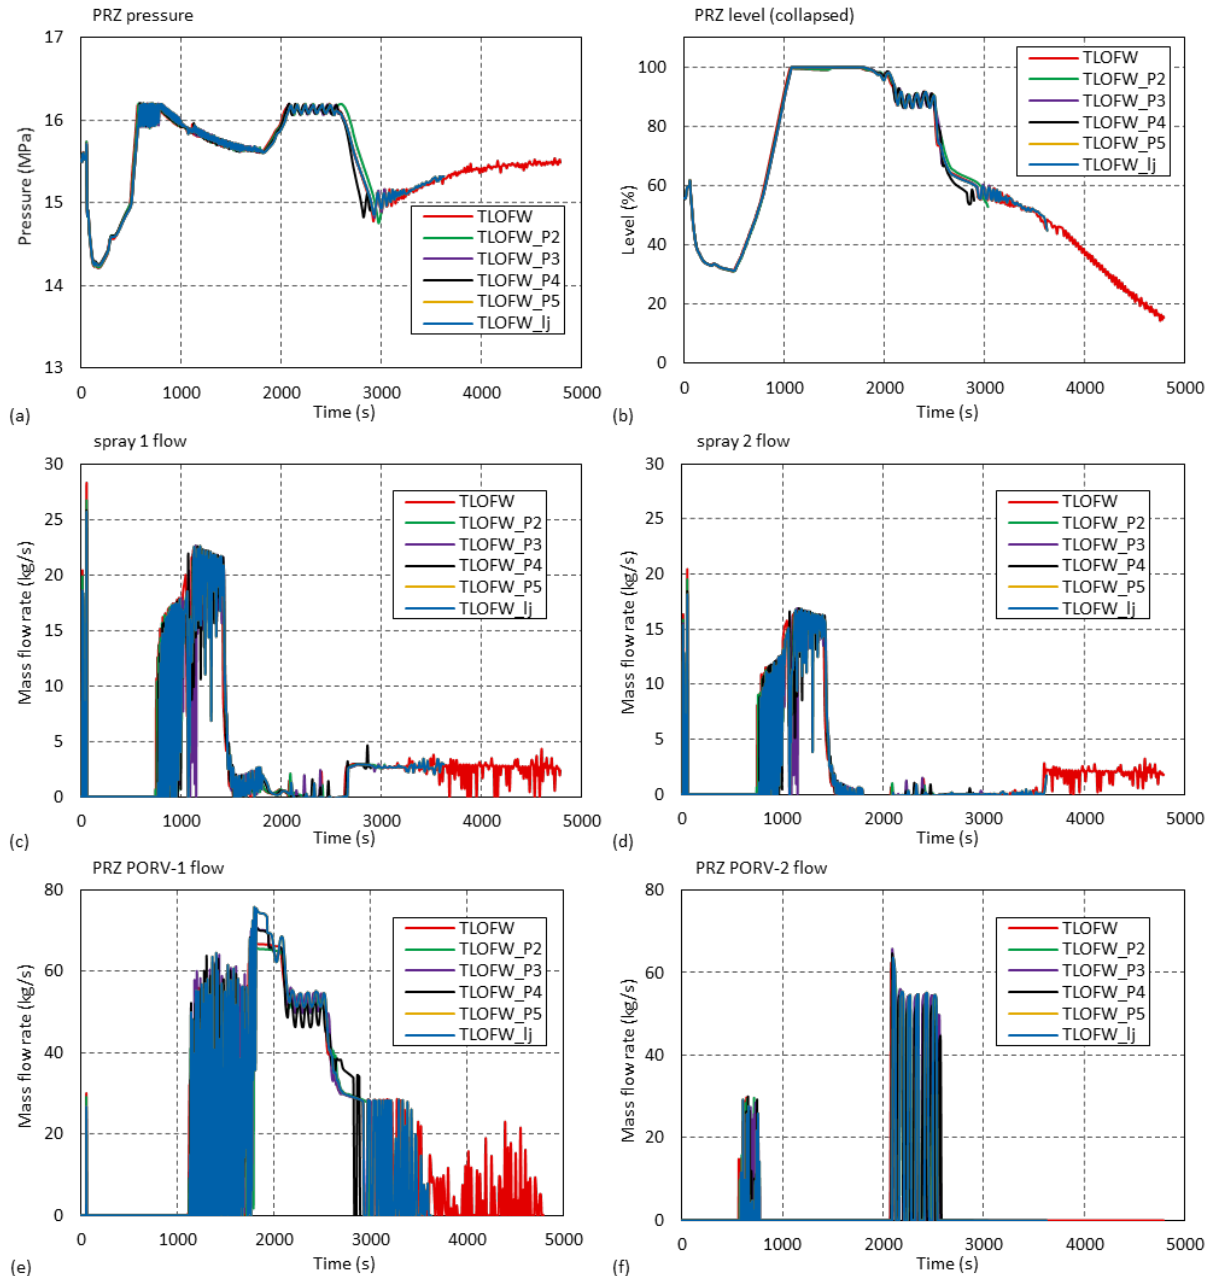 PRZ pressure
17
16
15
14
13
Pressure (MPa)
TLOFW
TLOFW_P2
TLOFW_P3
TLOFW_P4
TLOFW_P5
TLOFW_lj
0 1000 2000 3000 4000 5000
Time (s)
(a)
PRZ level (collapsed)
100
80
60
40
20
0
Level (%)
TLOFW
TLOFW_P2
TLOFW_P3
TLOFW_P4
TLOFW_P5
TLOFW_lj
0 1000 2000 3000 4000 5000
Time (s)
(b)
spray 1 flow
30
25
20
15
10
5
0
Mass flow rate (kg/s)
TLOFW
TLOFW_P2
TLOFW_P3
TLOFW_P4
TLOFW_P5
TLOFW_lj
0 1000 2000 3000 4000 5000
Time (s)
(c)
spray 2 flow
30
25
20
15
10
5
0
Mass flow rate (kg/s)
TLOFW
TLOFW_P2
TLOFW_P3
TLOFW_P4
TLOFW_P5
TLOFW_lj
0 1000 2000 3000 4000 5000
Time (s)
(d)
PRZ PORV-1 flow
80
60
40
20
0
Mass flow rate (kg/s)
TLOFW
TLOFW_P2
TLOFW_P3
TLOFW_P4
TLOFW_P5
TLOFW_lj
0 1000 2000 3000 4000 5000
Time (s)
(e)
PRZ PORV-2 flow
80
60
40
20
0
Mass flow rate (kg/s)
TLOFW
TLOFW_P2
TLOFW_P3
TLOFW_P4
TLOFW_P5
TLOFW_lj
0 1000 2000 3000 4000 5000
Time (s)
(f)